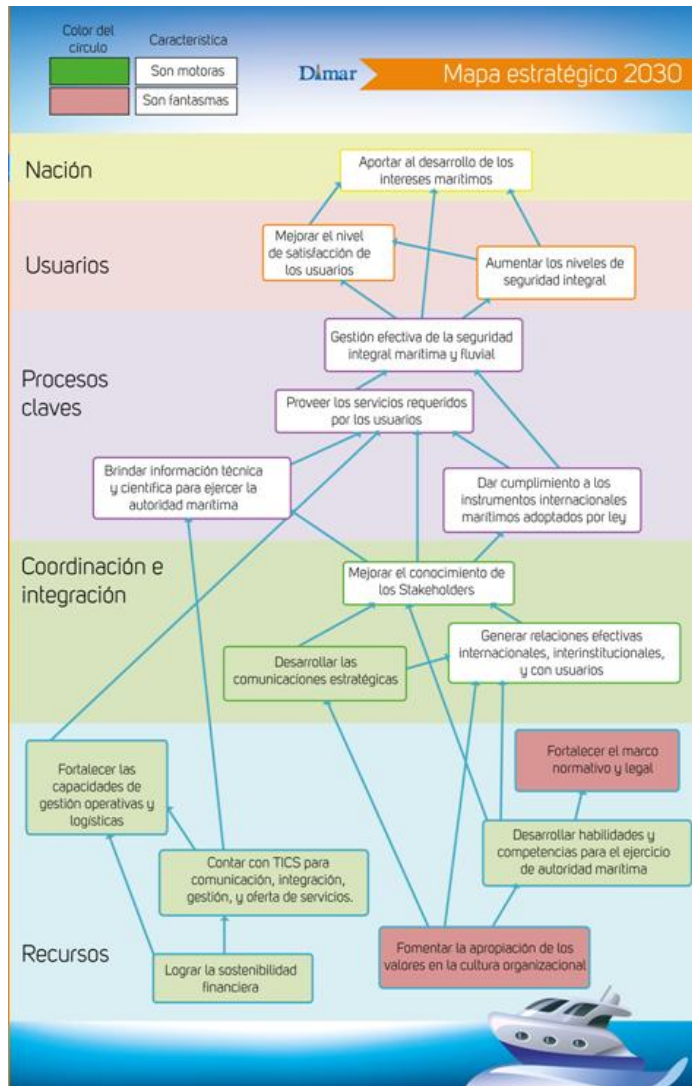 Color del
círculo
Característica
Son motoras
Son fantasmas
Dimar
Mapa estratégico 2030
Nación
Aportar al desarrollo de los
intereses marítimos
Usuarios
Mejorar el nivel
de satisfacción de
los usuarios
Aumentar los niveles de
seguridad integral
Procesos
claves
Gestión efectiva de la seguridad
integral marítima y fluvial
Proveer los servicios requeridos
por los usuarios
Brindar información técnica
y científica para ejercer la
autoridad marítima
Dar cumplimiento a los
instrumentos internacionales
marítimos adoptados por ley
Coordinación e
integración
Mejorar el conocimiento de
los Stakeholders
Desarrollar las
comunicaciones estratégicas
Generar relaciones efectivas
internacionales, interinstitucionales,
y con usuarios
Recursos
Fortalecer las
capacidades de
gestión operativas y
logísticas
Fortalecer el marco
normativo y legal
Contar con TICS para
comunicación, integración,
gestión, y oferta de servicios.
Desarrollar habilidades y
competencias para el ejercicio
de autoridad marítima
Lograr la sostenibilidad
financiera
Fomentar la apropiación de los
valores en la cultura organizacional